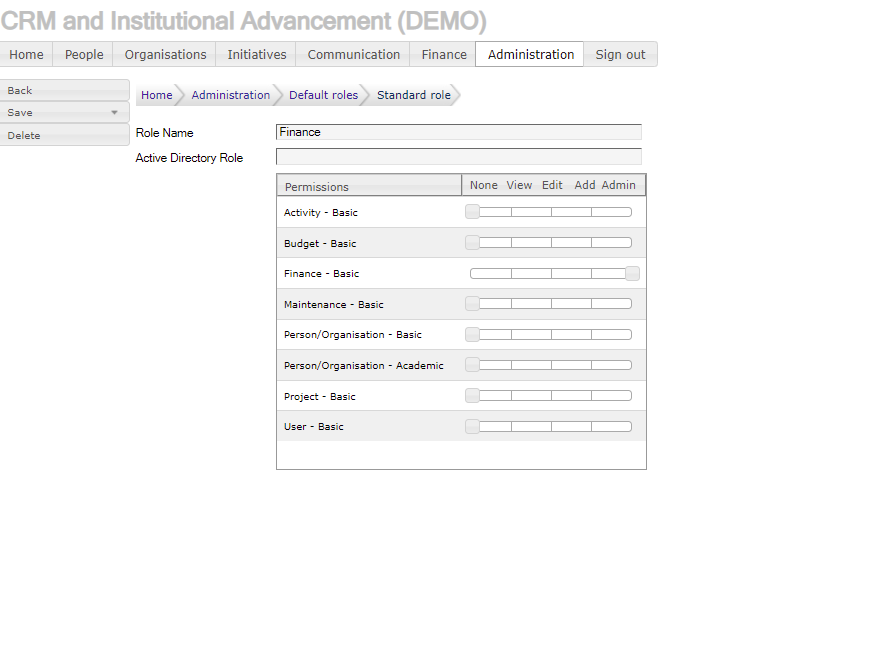 CRM and Institutional Advancement (DEMO)
Home People Organisations Initiatives Communication Finance Administration Sign out
Back
Save
Delete
Home Administration Default roles Standard role
Role Name Finance
Active Directory Role
Permissions None View Edit Add Admin
Activity - Basic
Budget - Basic
Finance - Basic
Maintenance - Basic
Person/Organisation - Basic
Person/Organisation - Academic
Project - Basic
User - Basic